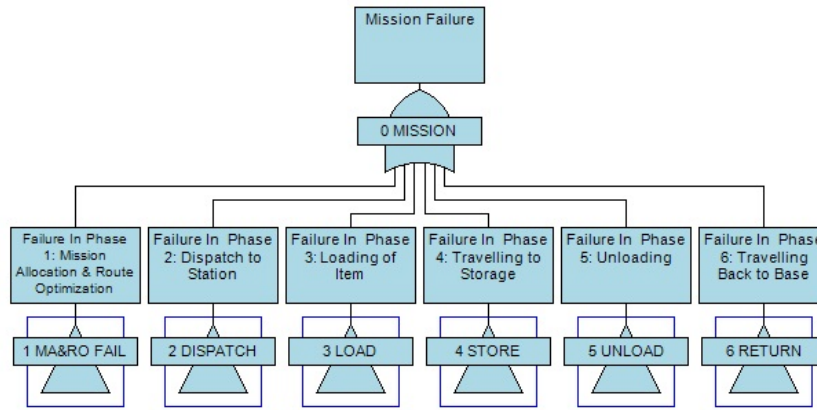 Mission Failure
0 MISSION
Failure In Phase
1: Mission
Allocation & Route
Optimization
Failure In Phase
2: Dispatch to
Station
Failure In Phase
3: Loading of
Item
Failure In Phase
4: Travelling to
Storage
Failure In Phase
5: Unloading
Failure In Phase
6: Travelling
Back to Base
1 MA&RO FAIL
2 DISPATCH
3 LOAD
4 STORE
5 UNLOAD
6 RETURN